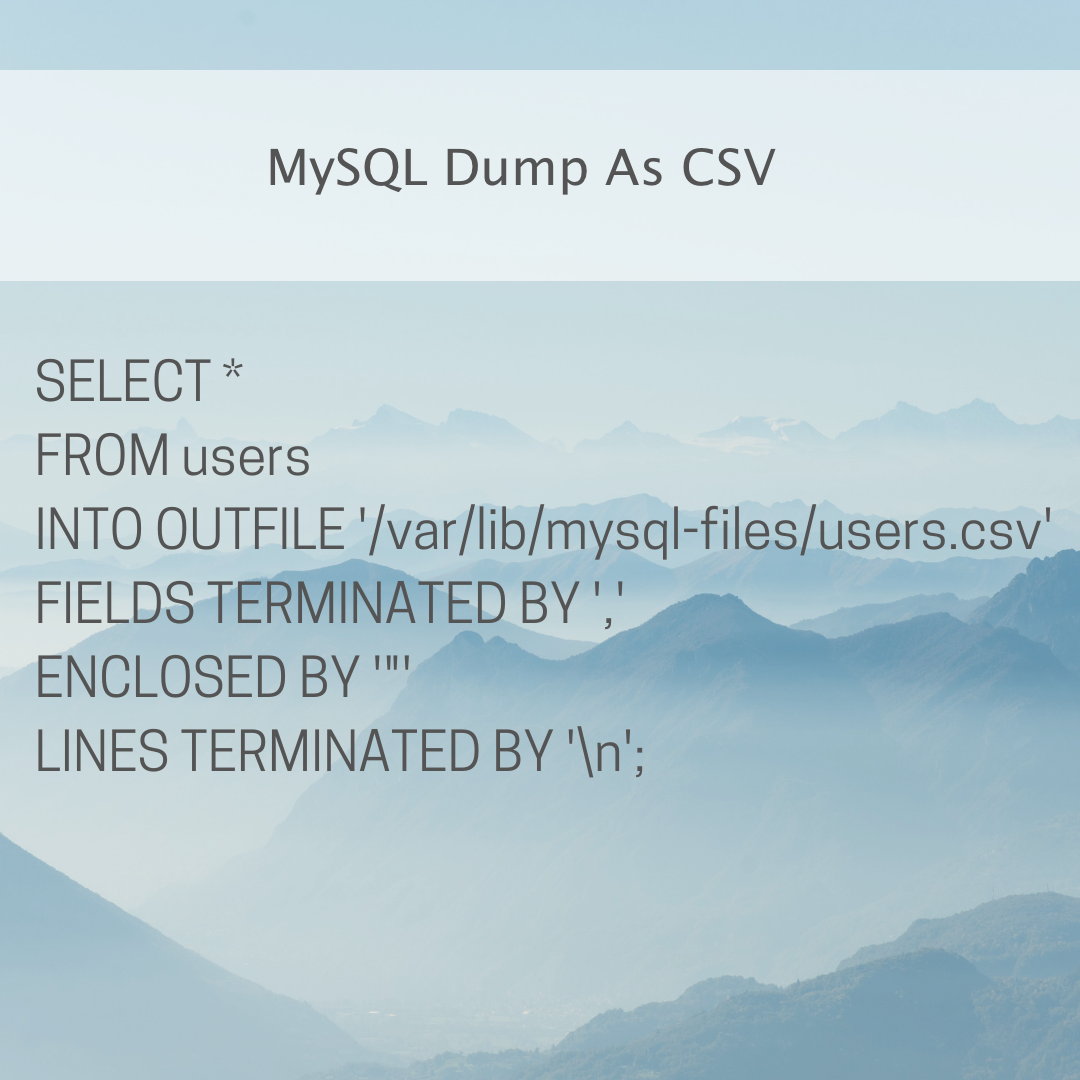 MySQL Dump As CSV
SELECT *
FROM users
INTO OUTFILE '/var/lib/mysql-files/users.csv'
FIELDS TERMINATED BY ','
ENCLOSED BY '"'
LINES TERMINATED BY '\n';